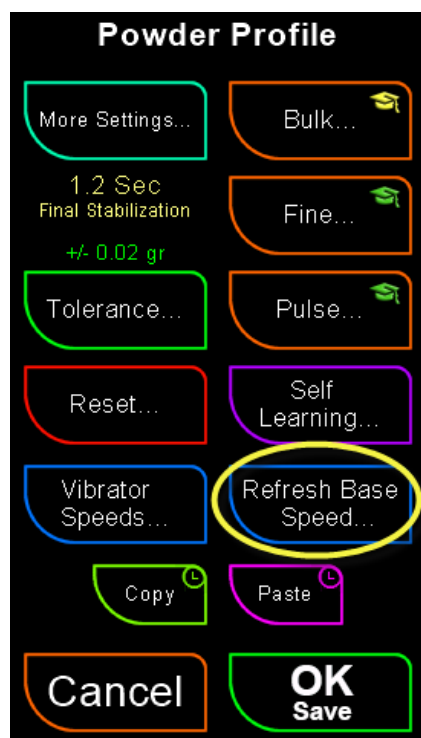 Powder Profile
More Settings...
Bulk...
1.2 Sec
Final Stabilization
+/- 0.02 gr
Fine...
Tolerance...
Pulse...
Reset...
Self
Learning...
Vibrator
Speeds...
Refresh Base
Speed...
Copy
Paste
Cancel
OK
Save